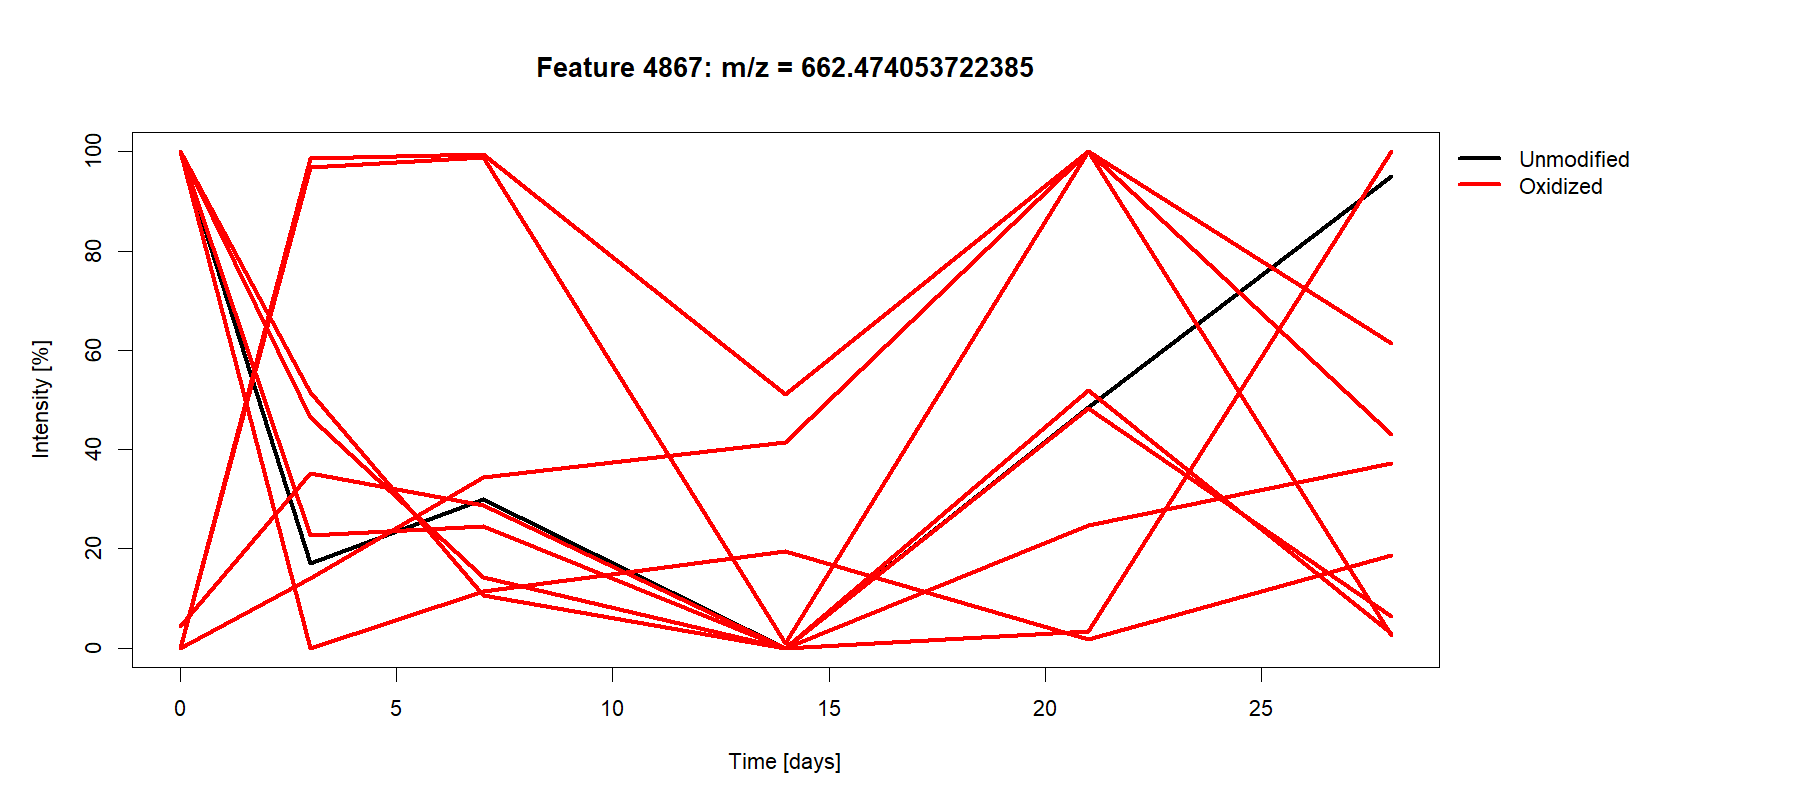 Feature 4867: m/z = 662.474053722385
Unmodified
Oxidized
100
80
60
40
20
0
Intensity [%]
0 5 10 15 20 25
Time [days]